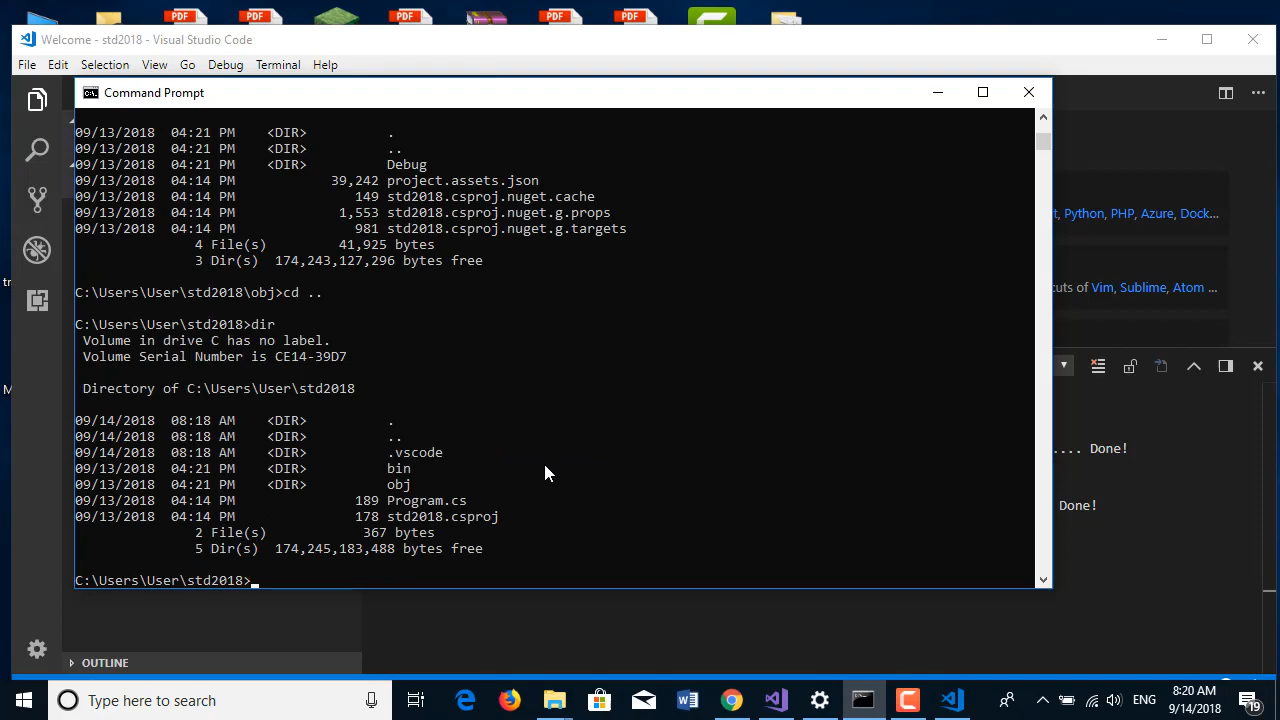 PDF PDF PDF PDF PDF
Welcome - std2018 - Visual Studio Code
File Edit Selection View Go Debug Terminal Help
Command Prompt
09/13/2018  04:21 PM    <DIR>          .
09/13/2018  04:21 PM    <DIR>          ..
09/13/2018  04:21 PM    <DIR>          Debug
09/13/2018  04:14 PM            39,242 project.assets.json
09/13/2018  04:14 PM               149 std2018.csproj.nuget.cache
09/13/2018  04:14 PM             1,553 std2018.csproj.nuget.g.props
09/13/2018  04:14 PM               981 std2018.csproj.nuget.g.targets
4 File(s)         41,925 bytes
3 Dir(s)  174,243,127,296 bytes free
C:\Users\User\std2018\obj>cd ..
C:\Users\User\std2018>dir
Volume in drive C has no label.
Volume Serial Number is CE14-39D7
Directory of C:\Users\User\std2018
09/14/2018  08:18 AM    <DIR>          .
09/14/2018  08:18 AM    <DIR>          ..
09/14/2018  08:18 AM    <DIR>          .vscode
09/13/2018  04:21 PM    <DIR>          bin
09/13/2018  04:21 PM    <DIR>          obj
09/13/2018  04:14 PM               189 Program.cs
09/13/2018  04:14 PM               178 std2018.csproj
2 File(s)            367 bytes
5 Dir(s)  174,245,183,488 bytes free
C:\Users\User\std2018>
Python, PHP, Azure, Dock...
of Vim, Sublime, Atom ...
.... Done!
Done!
OUTLINE
Type here to search
ENG
8:20 AM
9/14/2018
19